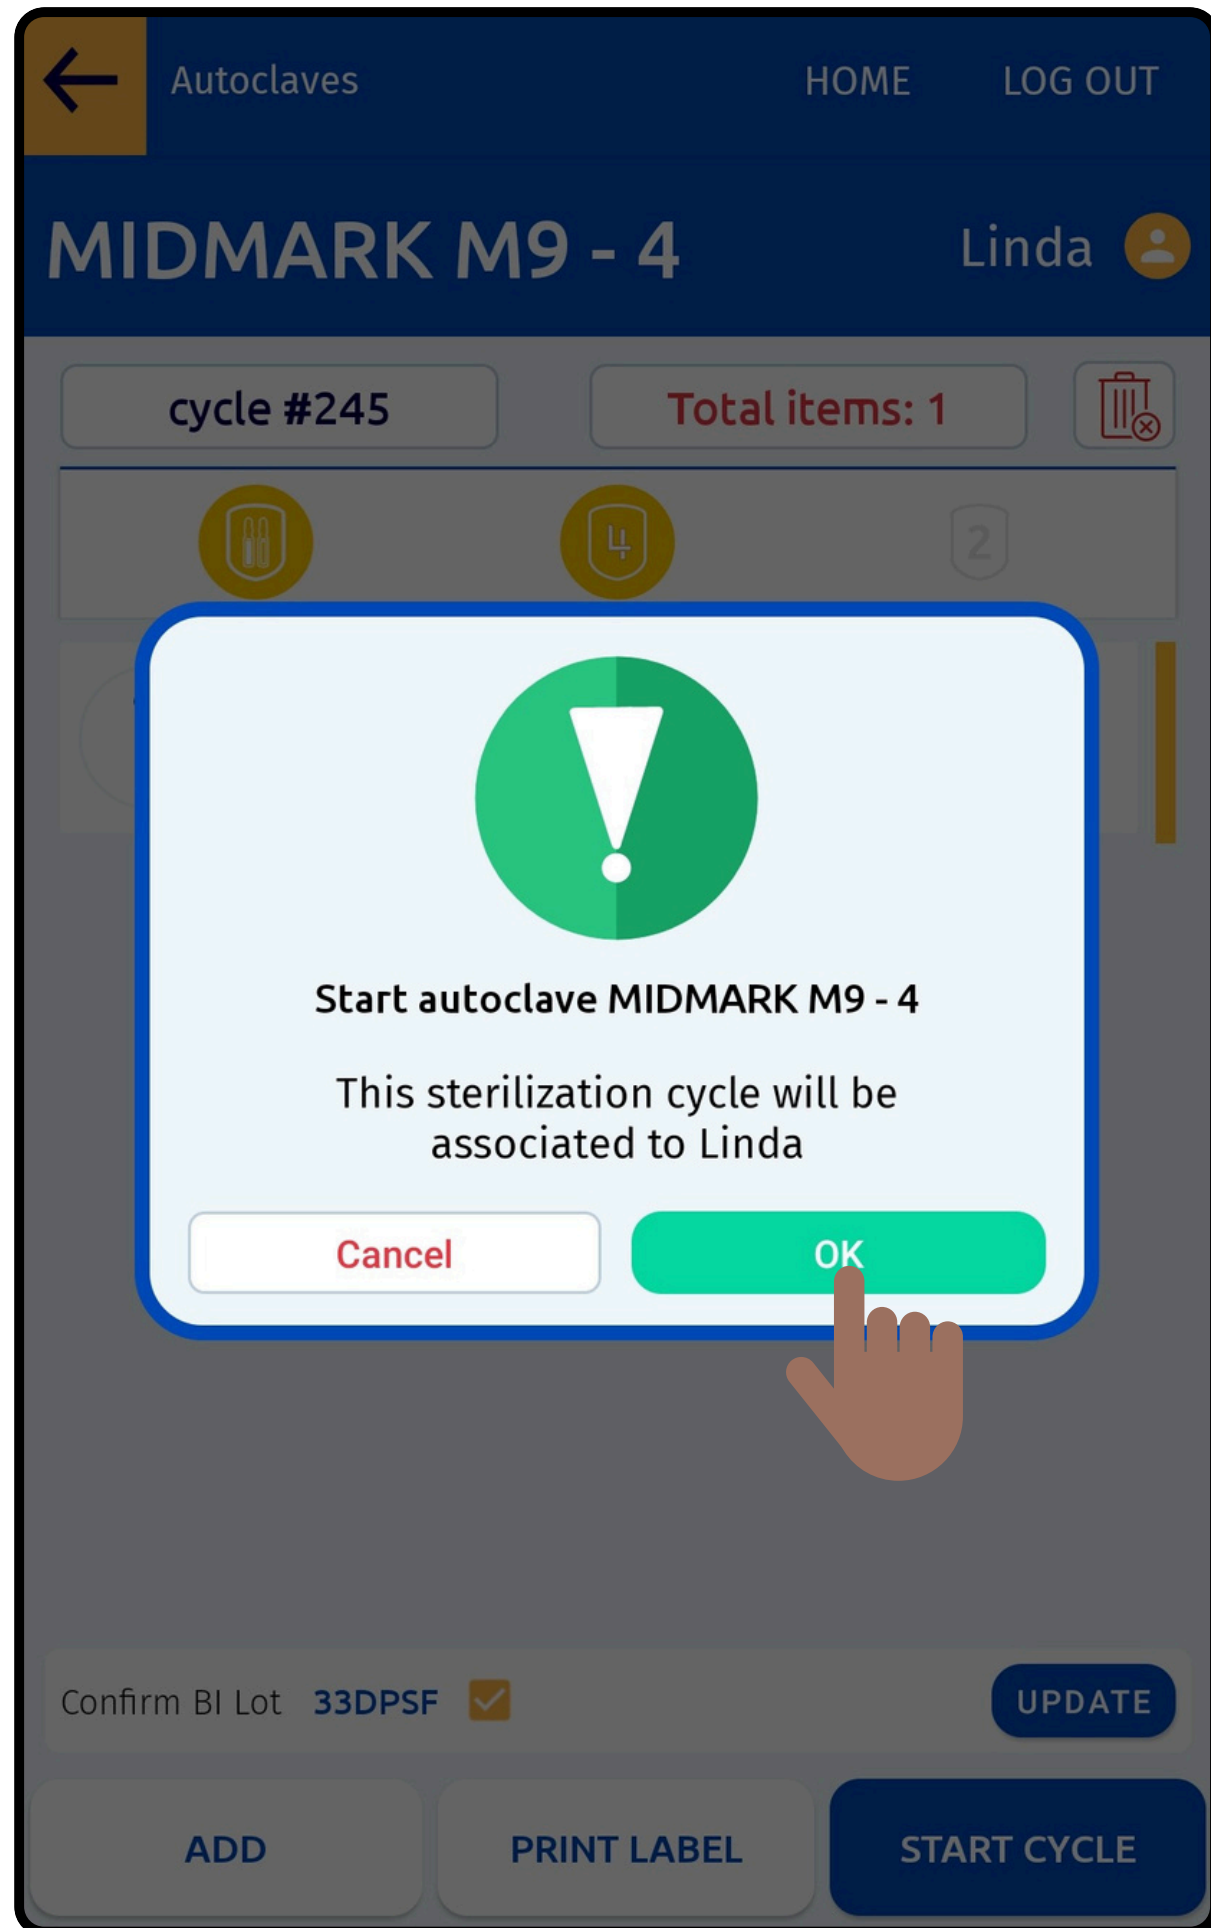 Autoclaves HOME LOG OUT
MIDMARK M9 - 4 Linda
cycle #245 Total items: 1
4 2
Start autoclave MIDMARK M9 - 4
This sterilization cycle will be
associated to Linda
Cancel OK
Confirm BI Lot 33DPSF UPDATE
ADD PRINT LABEL START CYCLE